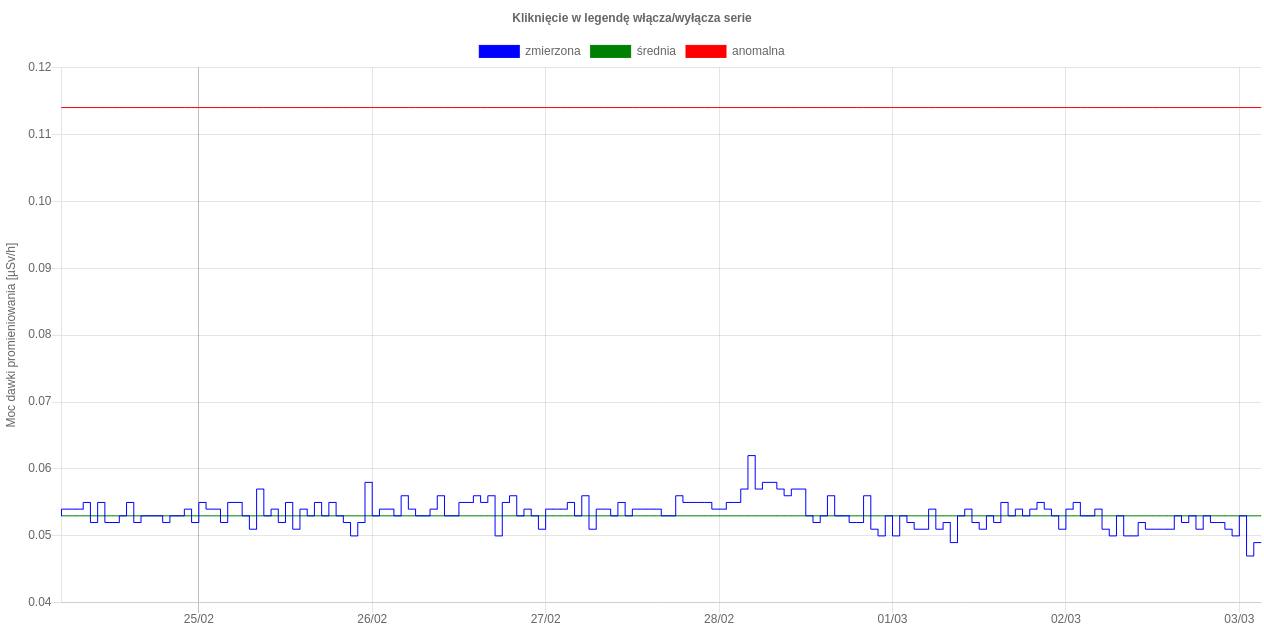 Kliknięcie w legendę włącza/wyłącza serie
zmierzona średnia anomalna
Moc dawki promieniowania [µSv/h]
0.12
0.11
0.10
0.09
0.08
0.07
0.06
0.05
0.04
25/02 26/02 27/02 28/02 01/03 02/03 03/03